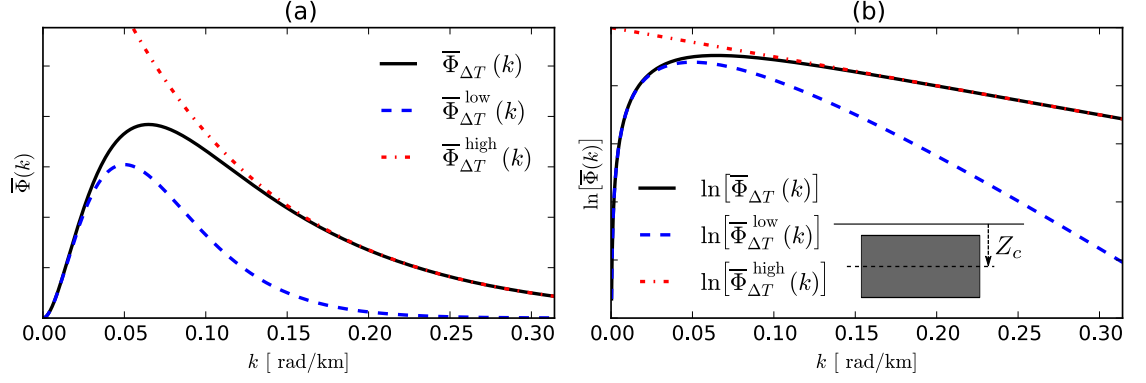 (a)
Φ̅(k)
Φ̅_ΔT (k)
Φ̅_ΔT^low (k)
Φ̅_ΔT^high (k)
0.00 0.05 0.10 0.15 0.20 0.25 0.30
k [ rad/km]
(b)
ln[Φ̅(k)]
ln[Φ̅_ΔT (k)]
ln[Φ̅_ΔT^low (k)]
ln[Φ̅_ΔT^high (k)]
Z_c
0.00 0.05 0.10 0.15 0.20 0.25 0.30
k [ rad/km]